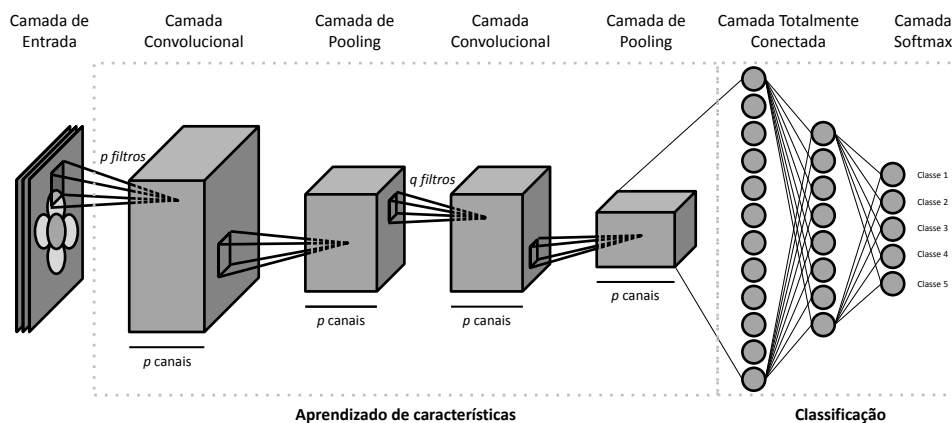 Camada de
Entrada
Camada
Convolucional
Camada de
Pooling
Camada
Convolucional
Camada de
Pooling
Camada Totalmente
Conectada
Camada
Softmax
p filtros
q filtros
Classe 1
Classe 2
Classe 3
Classe 4
Classe 5
p canais
p canais
p canais
p canais
Aprendizado de características
Classificação